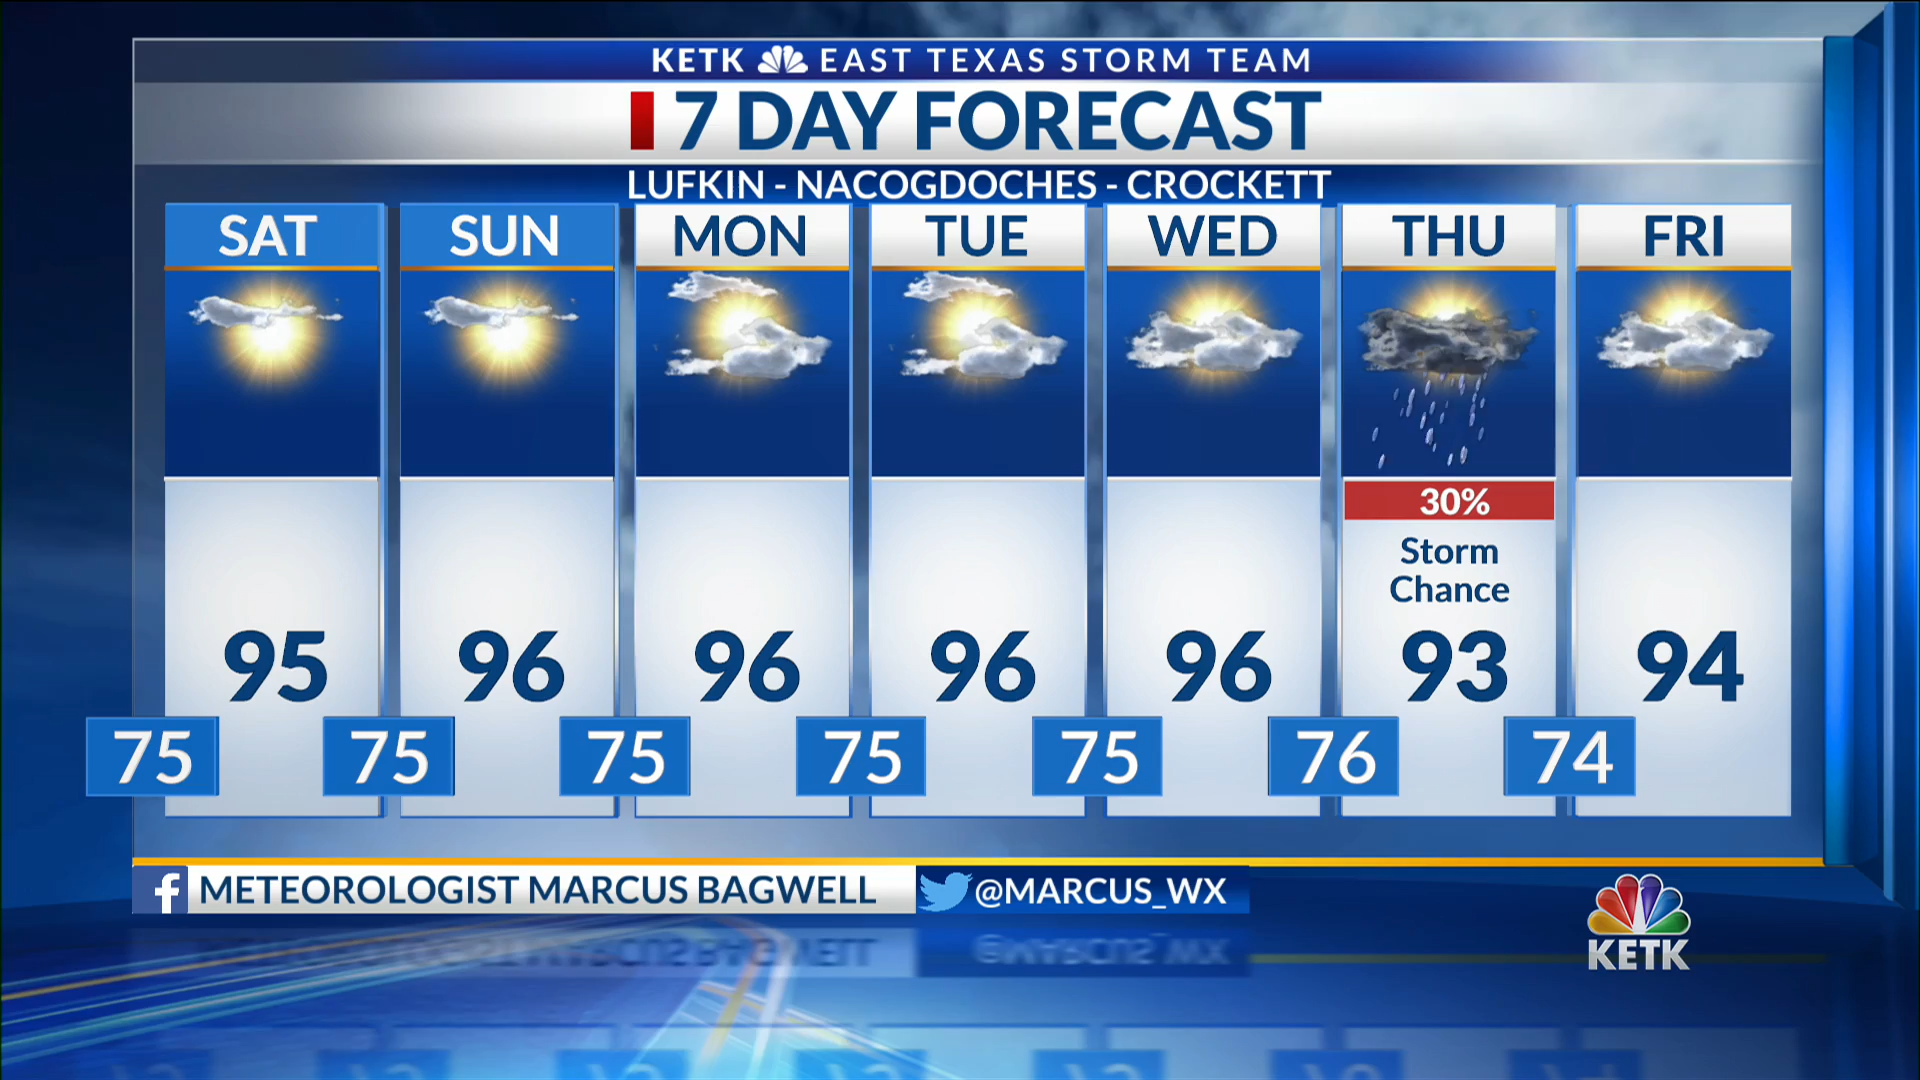 KETK EAST TEXAS STORM TEAM
7 DAY FORECAST
LUFKIN - NACOGDOCHES - CROCKETT
SAT SUN MON TUE WED THU FRI
30%
Storm
Chance
95 96 96 96 96 93 94
75 75 75 75 75 76 74
METEOROLOGIST MARCUS BAGWELL @MARCUS_WX
KETK